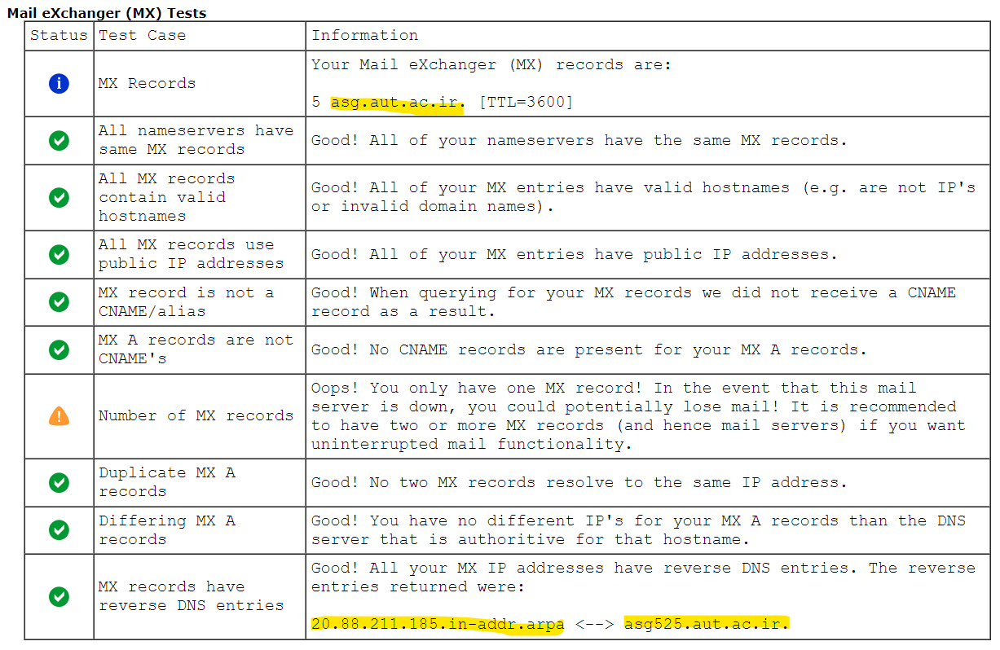 Mail eXchanger (MX) Tests
Status Test Case Information
MX Records
Your Mail eXchanger (MX) records are:
5 asg.aut.ac.ir. [TTL=3600]
All nameservers have
same MX records
Good! All of your nameservers have the same MX records.
All MX records
contain valid
hostnames
Good! All of your MX entries have valid hostnames (e.g. are not IP's
or invalid domain names).
All MX records use
public IP addresses
Good! All of your MX entries have public IP addresses.
MX record is not a
CNAME/alias
Good! When querying for your MX records we did not receive a CNAME
record as a result.
MX A records are not
CNAME's
Good! No CNAME records are present for your MX A records.
Number of MX records
Oops! You only have one MX record! In the event that this mail
server is down, you could potentially lose mail! It is recommended
to have two or more MX records (and hence mail servers) if you want
uninterrupted mail functionality.
Duplicate MX A
records
Good! No two MX records resolve to the same IP address.
Differing MX A
records
Good! You have no different IP's for your MX A records than the DNS
server that is authoritive for that hostname.
MX records have
reverse DNS entries
Good! All your MX IP addresses have reverse DNS entries. The reverse
entries returned were:
20.88.211.185.in-addr.arpa <--> asg525.aut.ac.ir.